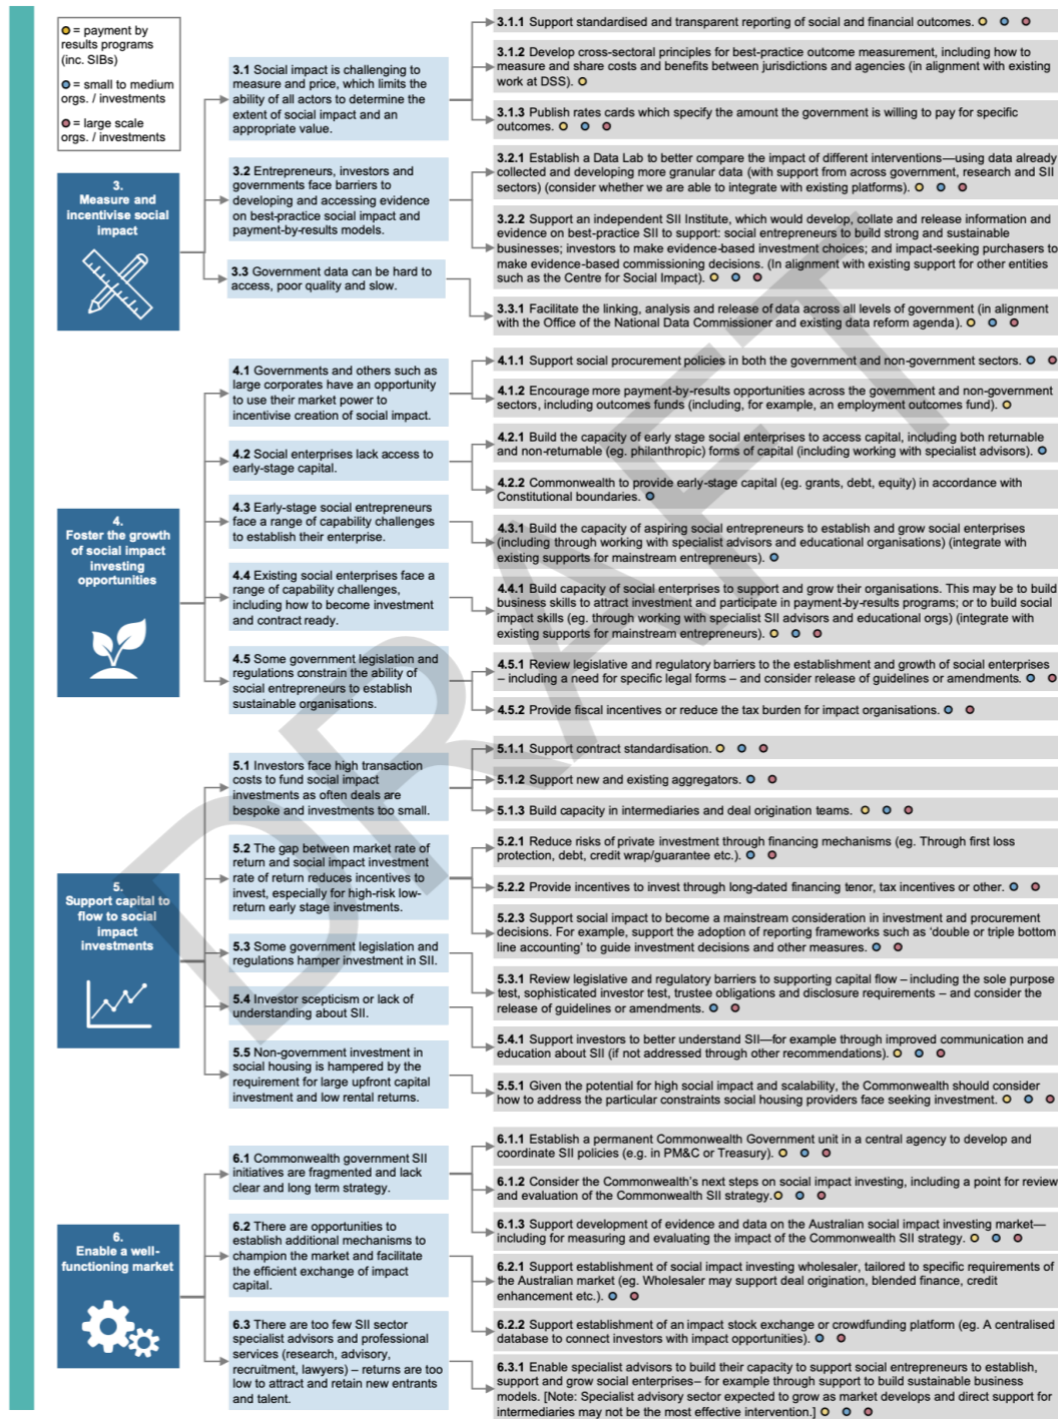 = payment by
results programs
(inc. SIBs)
= small to medium
orgs. / investments
= large scale
orgs. / investments
3.
Measure and
incentivise social
impact
3.1 Social impact is challenging to
measure and price, which limits the
ability of all actors to determine the
extent of social impact and an
appropriate value.
3.1.1 Support standardised and transparent reporting of social and financial outcomes.
3.1.2 Develop cross-sectoral principles for best-practice outcome measurement, including how to
measure and share costs and benefits between jurisdictions and agencies (in alignment with existing
work at DSS).
3.1.3 Publish rates cards which specify the amount the government is willing to pay for specific
outcomes.
3.2 Entrepreneurs, investors and
governments face barriers to
developing and accessing evidence
on best-practice social impact and
payment-by-results models.
3.2.1 Establish a Data Lab to better compare the impact of different interventions—using data already
collected and developing more granular data (with support from across government, research and SII
sectors) (consider whether we are able to integrate with existing platforms).
3.2.2 Support an independent SII Institute, which would develop, collate and release information and
evidence on best-practice SII to support: social entrepreneurs to build strong and sustainable
businesses; investors to make evidence-based investment choices; and impact-seeking purchasers to
make evidence-based commissioning decisions. (In alignment with existing support for other entities
such as the Centre for Social Impact).
3.3 Government data can be hard to
access, poor quality and slow.
3.3.1 Facilitate the linking, analysis and release of data across all levels of government (in alignment
with the Office of the National Data Commissioner and existing data reform agenda).
4.
Foster the growth
of social impact
investing
opportunities
4.1 Governments and others such as
large corporates have an opportunity
to use their market power to
incentivise creation of social impact.
4.1.1 Support social procurement policies in both the government and non-government sectors.
4.1.2 Encourage more payment-by-results opportunities across the government and non-government
sectors, including outcomes funds (including, for example, an employment outcomes fund).
4.2 Social enterprises lack access to
early-stage capital.
4.2.1 Build the capacity of early stage social enterprises to access capital, including both returnable
and non-returnable (eg. philanthropic) forms of capital (including working with specialist advisors).
4.2.2 Commonwealth to provide early-stage capital (eg. grants, debt, equity) in accordance with
Constitutional boundaries.
4.3 Early-stage social entrepreneurs
face a range of capability challenges
to establish their enterprise.
4.3.1 Build the capacity of aspiring social entrepreneurs to establish and grow social enterprises
(including through working with specialist advisors and educational organisations) (integrate with
existing supports for mainstream entrepreneurs).
4.4 Existing social enterprises face a
range of capability challenges,
including how to become investment
and contract ready.
4.4.1 Build capacity of social enterprises to support and grow their organisations. This may be to build
business skills to attract investment and participate in payment-by-results programs; or to build social
impact skills (eg. through working with specialist SII advisors and educational orgs) (integrate with
existing supports for mainstream entrepreneurs).
4.5 Some government legislation and
regulations constrain the ability of
social entrepreneurs to establish
sustainable organisations.
4.5.1 Review legislative and regulatory barriers to the establishment and growth of social enterprises
– including a need for specific legal forms – and consider release of guidelines or amendments.
4.5.2 Provide fiscal incentives or reduce the tax burden for impact organisations.
5.
Support capital to
flow to social
impact
investments
5.1 Investors face high transaction
costs to fund social impact
investments as often deals are
bespoke and investments too small.
5.1.1 Support contract standardisation.
5.1.2 Support new and existing aggregators.
5.1.3 Build capacity in intermediaries and deal origination teams.
5.2 The gap between market rate of
return and social impact investment
rate of return reduces incentives to
invest, especially for high-risk low-
return early stage investments.
5.2.1 Reduce risks of private investment through financing mechanisms (eg. Through first loss
protection, debt, credit wrap/guarantee etc.).
5.2.2 Provide incentives to invest through long-dated financing tenor, tax incentives or other.
5.2.3 Support social impact to become a mainstream consideration in investment and procurement
decisions. For example, support the adoption of reporting frameworks such as ‘double or triple bottom
line accounting’ to guide investment decisions and other measures.
5.3 Some government legislation and
regulations hamper investment in SII.
5.3.1 Review legislative and regulatory barriers to supporting capital flow – including the sole purpose
test, sophisticated investor test, trustee obligations and disclosure requirements – and consider the
release of guidelines or amendments.
5.4 Investor scepticism or lack of
understanding about SII.
5.4.1 Support investors to better understand SII—for example through improved communication and
education about SII (if not addressed through other recommendations).
5.5 Non-government investment in
social housing is hampered by the
requirement for large upfront capital
investment and low rental returns.
5.5.1 Given the potential for high social impact and scalability, the Commonwealth should consider
how to address the particular constraints social housing providers face seeking investment.
6.
Enable a well-
functioning market
6.1 Commonwealth government SII
initiatives are fragmented and lack
clear and long term strategy.
6.1.1 Establish a permanent Commonwealth Government unit in a central agency to develop and
coordinate SII policies (e.g. in PM&C or Treasury).
6.1.2 Consider the Commonwealth's next steps on social impact investing, including a point for review
and evaluation of the Commonwealth SII strategy.
6.1.3 Support development of evidence and data on the Australian social impact investing market—
including for measuring and evaluating the impact of the Commonwealth SII strategy.
6.2 There are opportunities to
establish additional mechanisms to
champion the market and facilitate
the efficient exchange of impact
capital.
6.2.1 Support establishment of social impact investing wholesaler, tailored to specific requirements of
the Australian market (eg. Wholesaler may support deal origination, blended finance, credit
enhancement etc.).
6.2.2 Support establishment of an impact stock exchange or crowdfunding platform (eg. A centralised
database to connect investors with impact opportunities).
6.3 There are too few SII sector
specialist advisors and professional
services (research, advisory,
recruitment, lawyers) – returns are too
low to attract and retain new entrants
and talent.
6.3.1 Enable specialist advisors to build their capacity to support social entrepreneurs to establish,
support and grow social enterprises– for example through support to build sustainable business
models. [Note: Specialist advisory sector expected to grow as market develops and direct support for
intermediaries may not be the most effective intervention.]
DRAFT